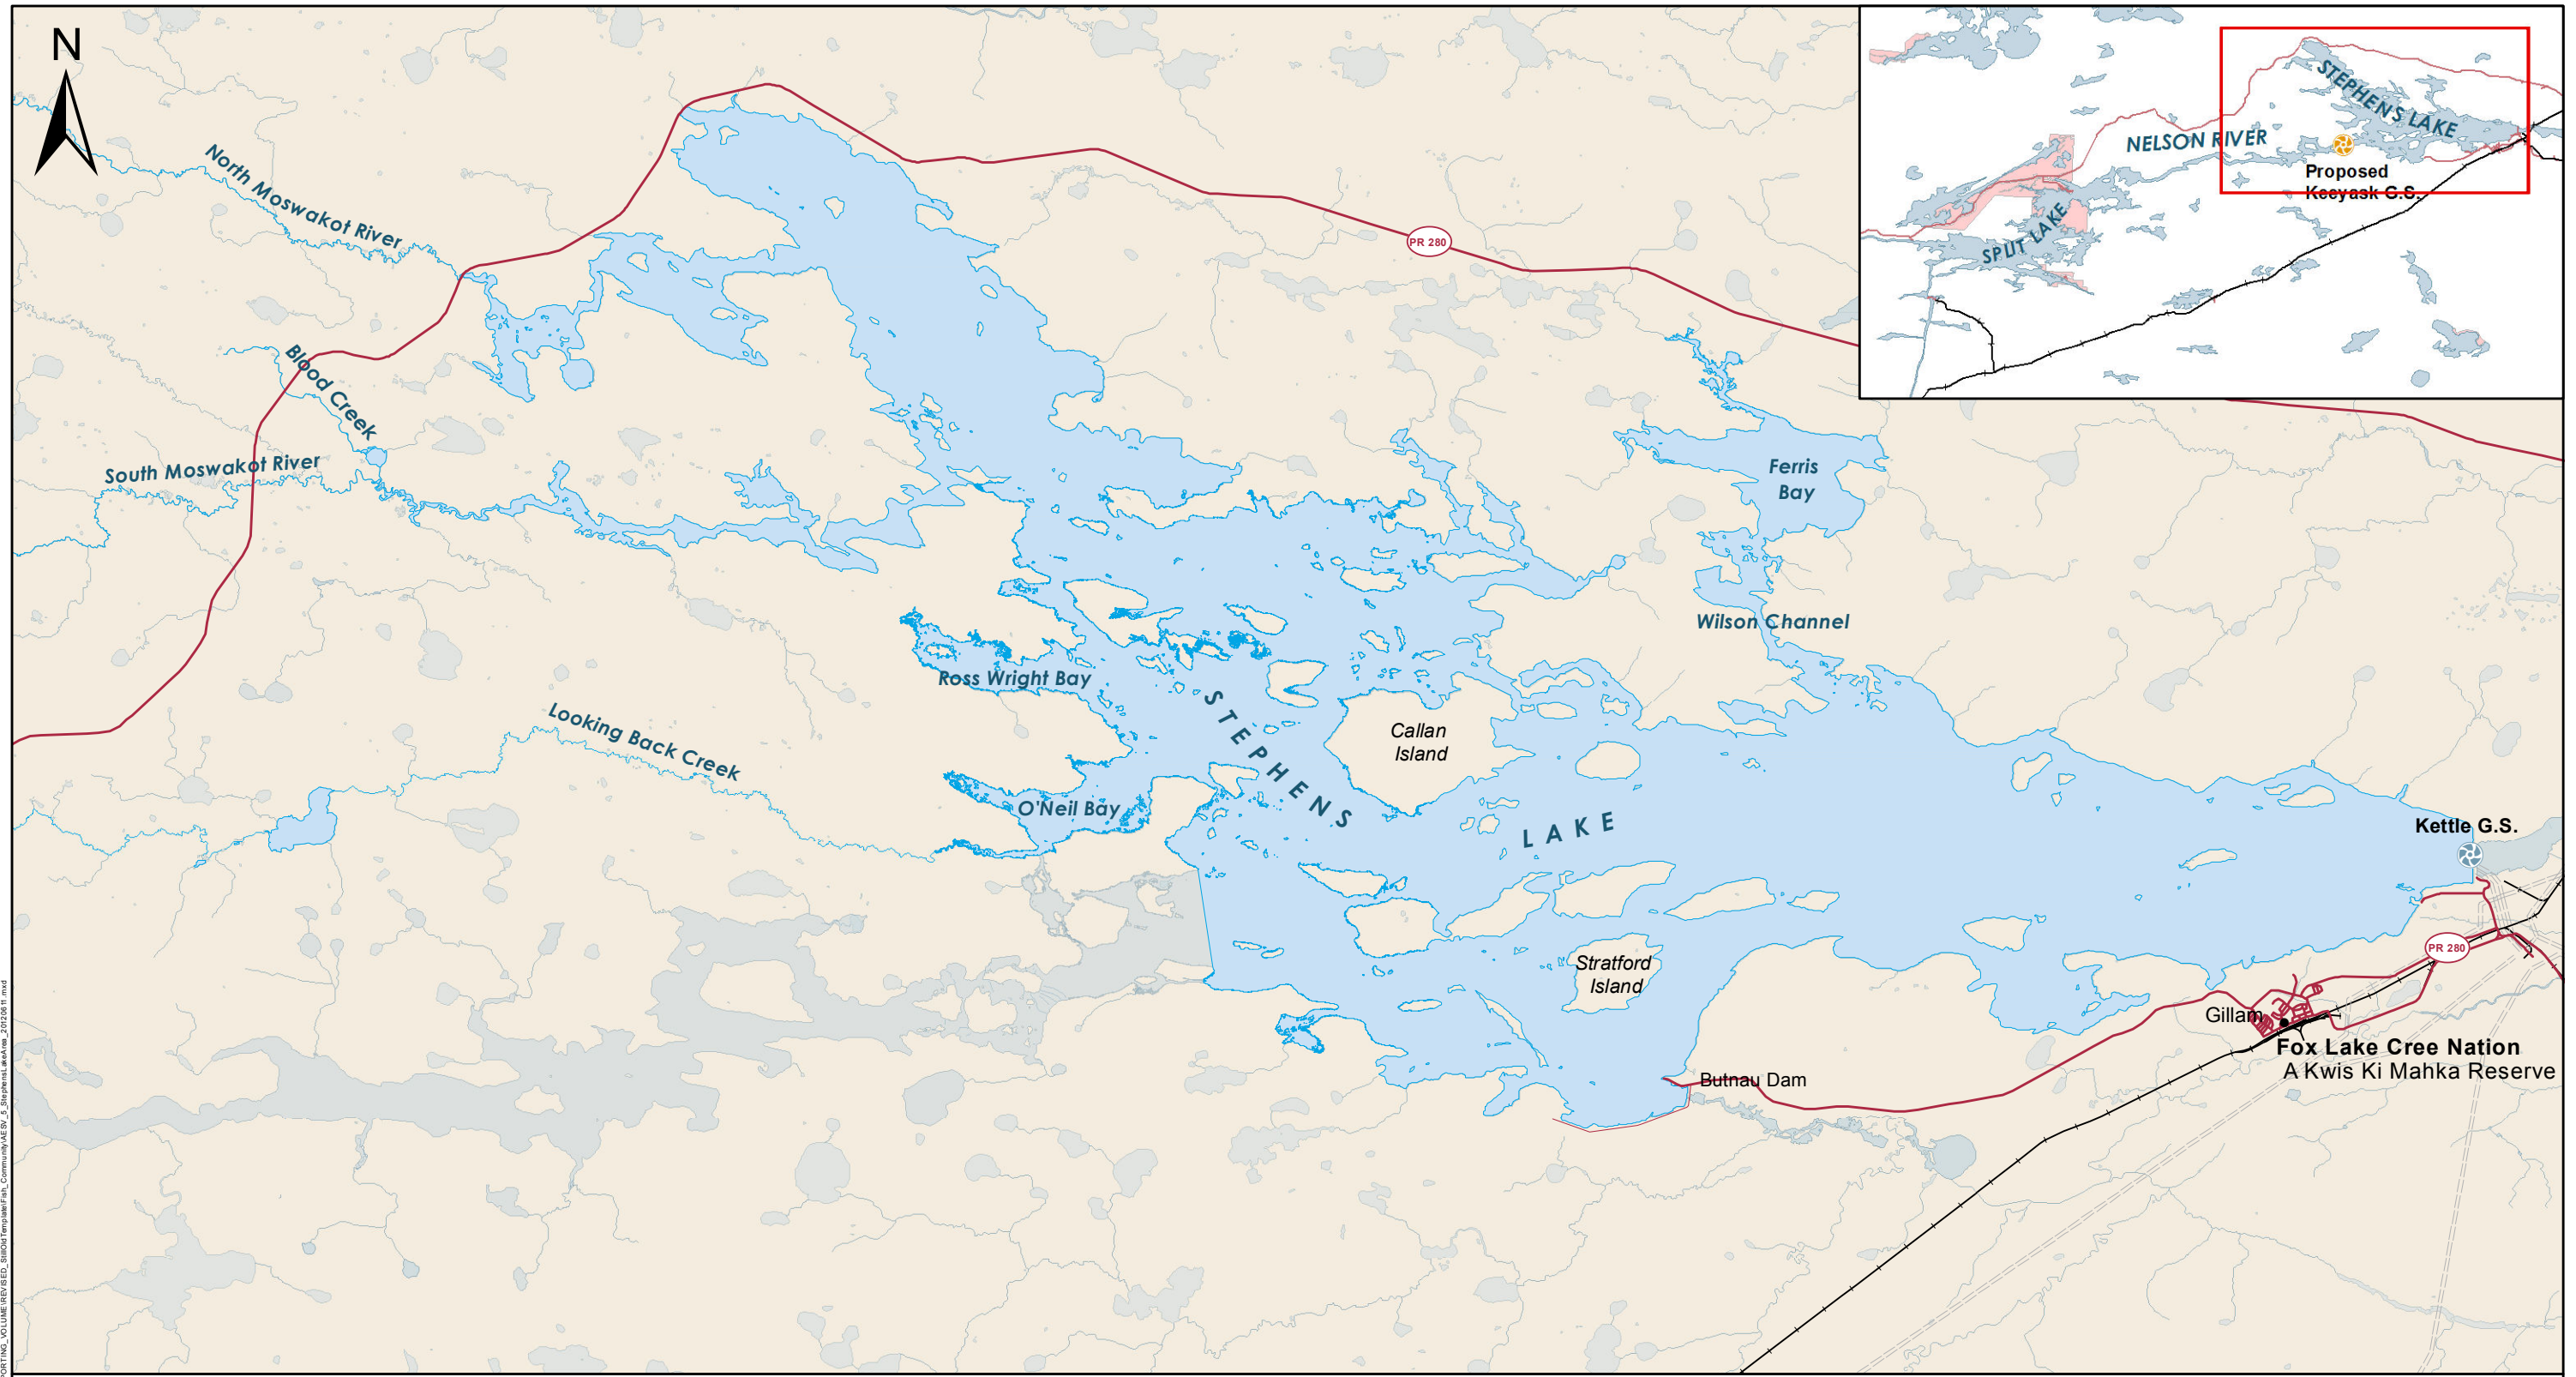 N
North Moswakot River
Blood Creek
South Moswakot River
PR 280
STEPHENS LAKE
NELSON RIVER
Proposed
Keeyask G.S.
SPLIT LAKE
Ferris
Bay
Wilson Channel
Ross Wright Bay
Looking Back Creek
O'Neil Bay
STEPHENS
LAKE
Callan
Island
Stratford
Island
Kettle G.S.
PR 280
Gillam
Fox Lake Cree Nation
A Kwis Ki Mahka Reserve
Butnau Dam